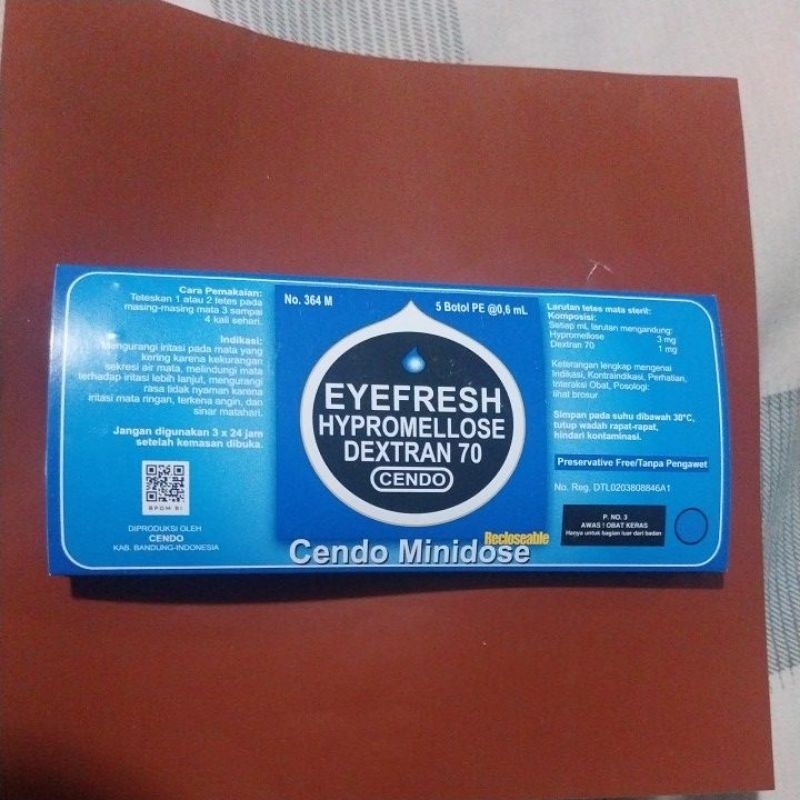 Cara Pemakaian:
Teteskan 1 atau 2 tetes pada
masing-masing mata 3 sampai
4 kali sehari.
Indikasi:
Mengurangi iritasi pada mata yang
kering karena kekurangan
sekresi air mata, melindungi mata
terhadap iritasi lebih lanjut, mengurangi
rasa tidak nyaman karena
iritasi mata ringan, terkena angin, dan
sinar matahari.
Jangan digunakan 3 x 24 jam
setelah kemasan dibuka.
BPOM RI
DIPRODUKSI OLEH
CENDO
KAB. BANDUNG-INDONESIA
No. 364 M
5 Botol PE @0,6 mL
EYEFRESH
HYPROMELLOSE
DEXTRAN 70
CENDO
Recloseable
Cendo Minidose
Larutan tetes mata steril:
Komposisi:
Setiap mL larutan mengandung:
Hypromellose 3 mg
Dextran 70 1 mg
Keterangan lengkap mengenai
Indikasi, Kontraindikasi, Perhatian,
Interaksi Obat, Posologi:
lihat brosur
Simpan pada suhu dibawah 30°C,
tutup wadah rapat-rapat,
hindari kontaminasi.
Preservative Free/Tanpa Pengawet
No. Reg. DTL0203808846A1
P. NO. 3
AWAS ! OBAT KERAS
Hanya untuk bagian luar dari badan